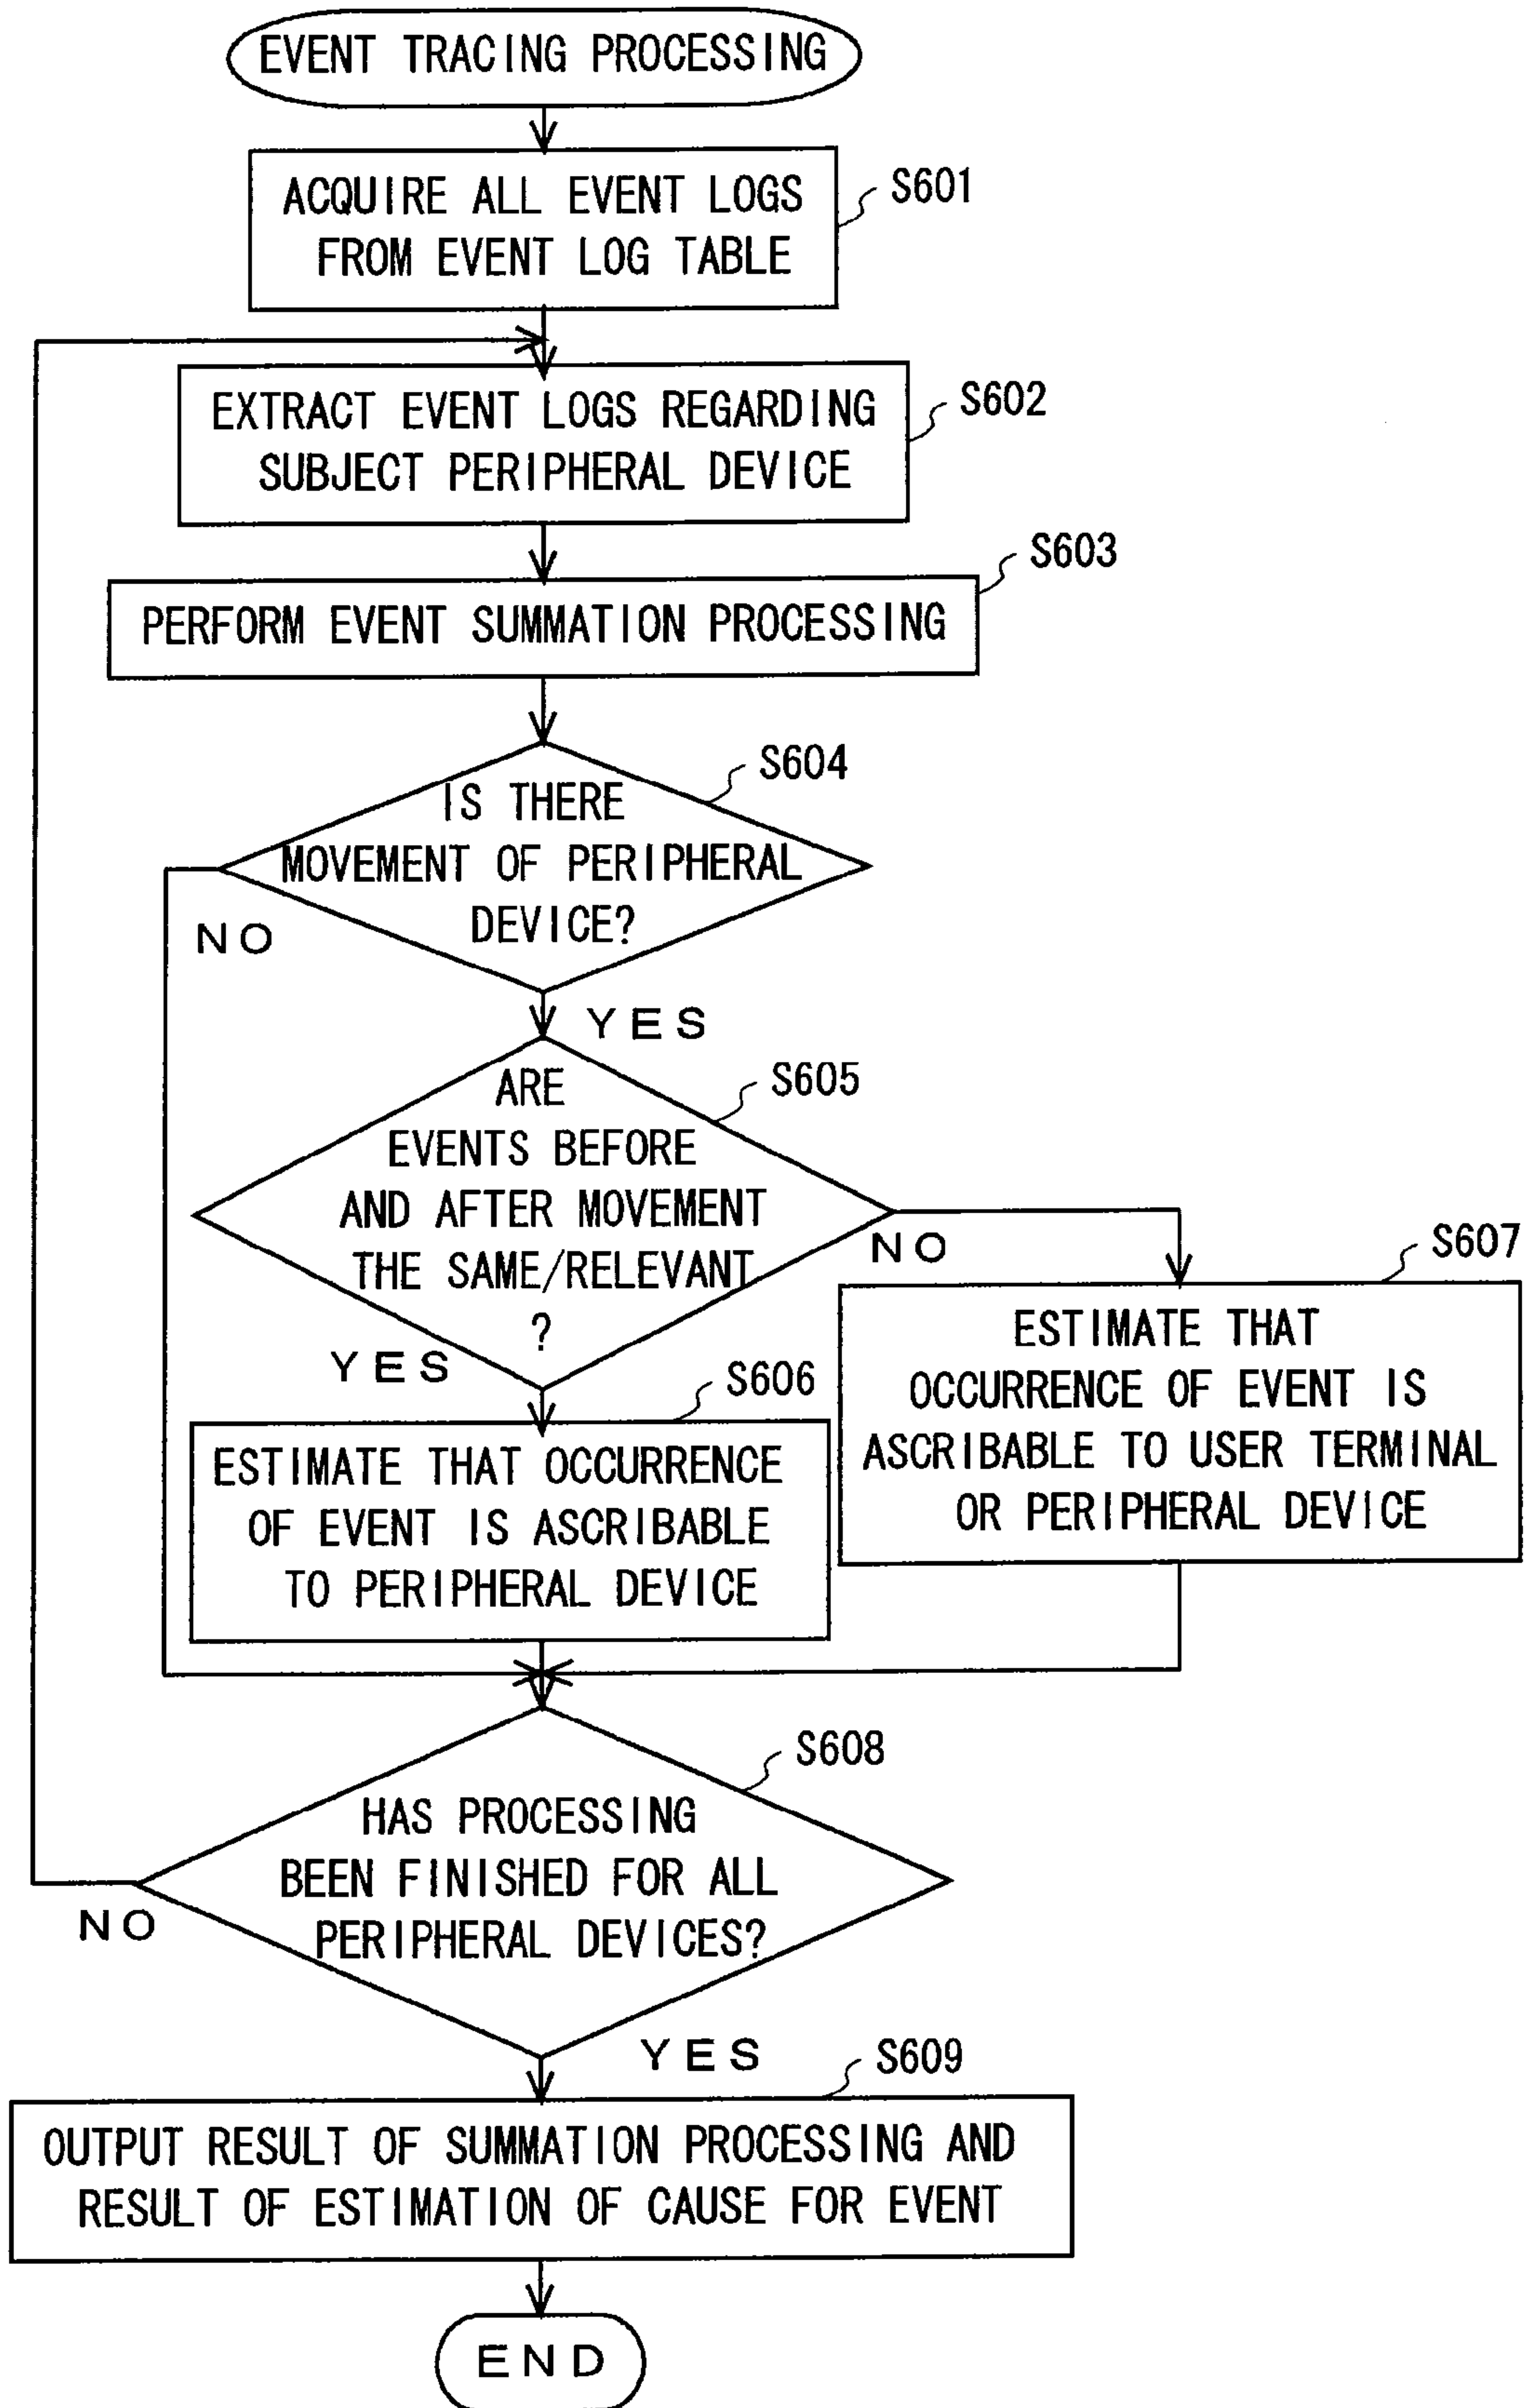 EVENT TRACING PROCESSING
ACQUIRE ALL EVENT LOGS
FROM EVENT LOG TABLE
S601
EXTRACT EVENT LOGS REGARDING
SUBJECT PERIPHERAL DEVICE
S602
PERFORM EVENT SUMMATION PROCESSING
S603
IS THERE
MOVEMENT OF PERIPHERAL
DEVICE?
S604
NO
YES
ARE
EVENTS BEFORE
AND AFTER MOVEMENT
THE SAME/RELEVANT
?
S605
NO
YES
ESTIMATE THAT OCCURRENCE
OF EVENT IS ASCRIBABLE
TO PERIPHERAL DEVICE
S606
ESTIMATE THAT
OCCURRENCE OF EVENT IS
ASCRIBABLE TO USER TERMINAL
OR PERIPHERAL DEVICE
S607
HAS PROCESSING
BEEN FINISHED FOR ALL
PERIPHERAL DEVICES?
S608
NO
YES
OUTPUT RESULT OF SUMMATION PROCESSING AND
RESULT OF ESTIMATION OF CAUSE FOR EVENT
S609
END